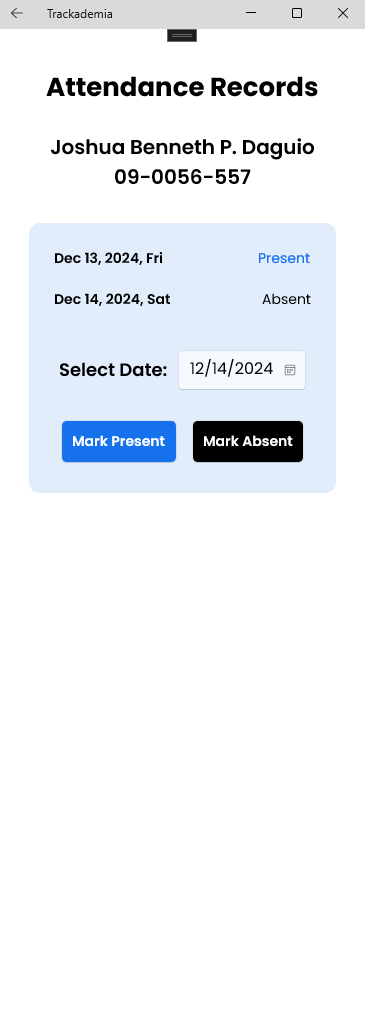 Trackademia
Attendance Records
Joshua Benneth P. Daguio
09-0056-557
Dec 13, 2024, Fri Present
Dec 14, 2024, Sat Absent
Select Date: 12/14/2024
Mark Present Mark Absent